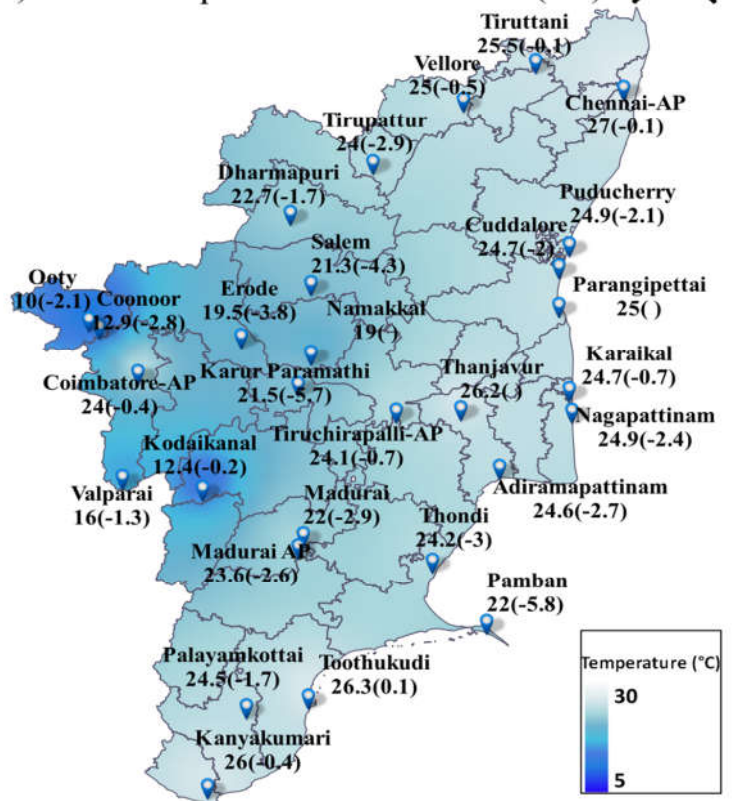 Tiruttani
25.5(-0.1)
Vellore
25(-0.5)
Chennai-AP
27(-0.1)
Tirupattur
24(-2.9)
Dharmapuri
22.7(-1.7)
Puducherry
24.9(-2.1)
Cuddalore
24.7(-2)
Salem
21.3(-4.3)
Ooty
10(-2.1)
Coonoor
12.9(-2.8)
Erode
19.5(-3.8)
Namakkal
19( )
Parangipettai
25( )
Coimbatore-AP
24(-0.4)
Karur Paramathi
21.5(-5.7)
Thanjavur
26.2( )
Karaikal
24.7(-0.7)
Nagapattinam
24.9(-2.4)
Kodaikanal
12.4(-0.2)
Tiruchirapalli-AP
24.1(-0.7)
Valparai
16(-1.3)
Madurai
22(-2.9)
Adiramapattinam
24.6(-2.7)
Thondi
24.2(-3)
Madurai AP
23.6(-2.6)
Pamban
22(-5.8)
Palayamkottai
24.5(-1.7)
Toothukudi
26.3(0.1)
Kanyakumari
26(-0.4)
Temperature (°C)
30
5